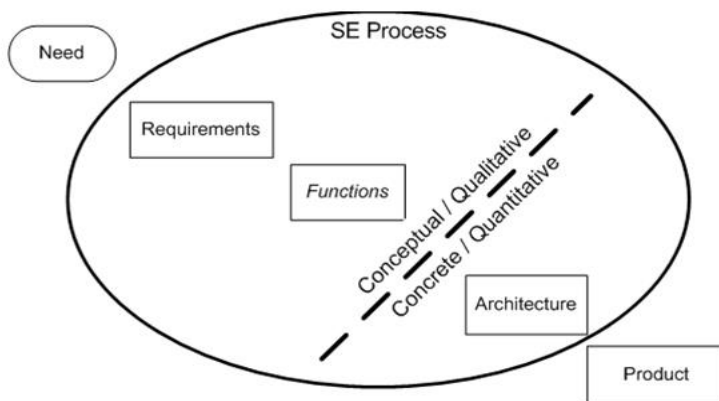 SE Process
Need
Requirements
Functions
Conceptual / Qualitative
Concrete / Quantitative
Architecture
Product